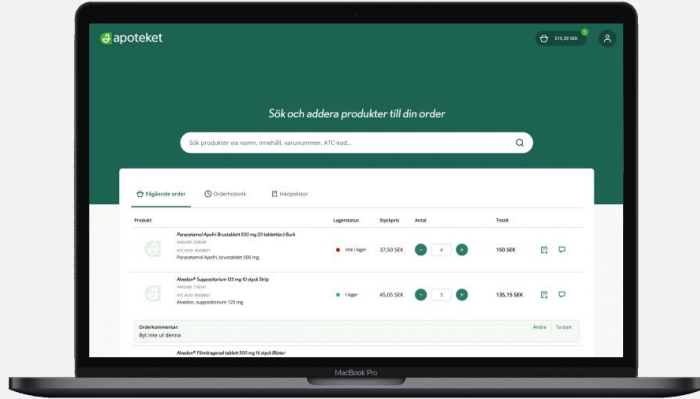 apoteket
515,20 SEK
Sök och addera produkter till din order
Sök produkter via namn, innehåll, varunummer, ATC-kod...
Pågående order Orderhistorik Inköpslistor
Produkt Lagerstatus Styckpris Antal Totalt
Paracetamol Apofri Brustablett 500 mg 20 tablett(er) Burk
Paracetamol Apofri, brustablett 500 mg
Inte i lager 37,50 SEK − 4 + 150 SEK
Alvedon® Suppositorium 125 mg 10 styck Strip
Alvedon, suppositorium 125 mg
I lager 45,05 SEK − 3 + 135,15 SEK
Orderkommentar:
Byt inte ut denna
Ändra Ta bort
Alvedon® Filmdragerad tablett 500 mg 14 styck Blister
MacBook Pro